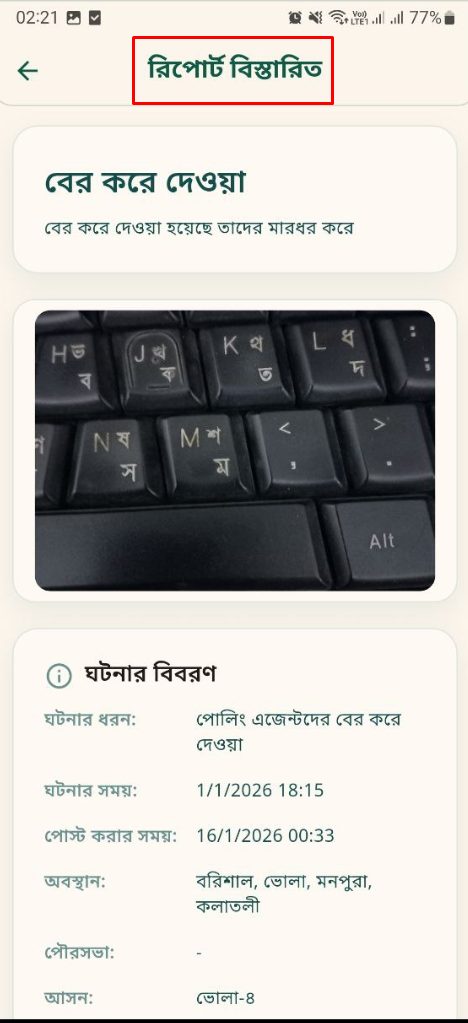 02:21 77%
রিপোর্ট বিস্তারিত
বের করে দেওয়া
বের করে দেওয়া হয়েছে তাদের মারধর করে
H ভ ব J খ ক K থ ত L ধ দ : ;
N ষ স M শ ম < , > .
Alt
ঘটনার বিবরণ
ঘটনার ধরন: পোলিং এজেন্টদের বের করে
দেওয়া
ঘটনার সময়: 1/1/2026 18:15
পোস্ট করার সময়: 16/1/2026 00:33
অবস্থান: বরিশাল, ভোলা, মনপুরা,
কলাতলী
পৌরসভা: -
আসন: ভোলা-৪